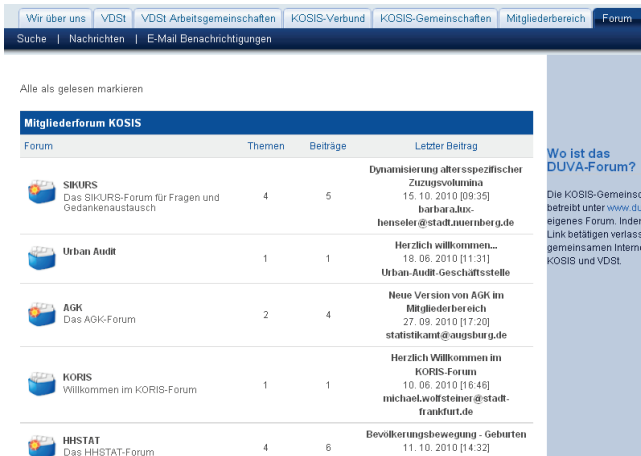 Wir über uns VDSt VDSt Arbeitsgemeinschaften KOSIS-Verbund KOSIS-Gemeinschaften Mitgliederbereich Forum
Suche | Nachrichten | E-Mail Benachrichtigungen
Alle als gelesen markieren
Mitgliederforum KOSIS
Forum Themen Beiträge Letzter Beitrag
SIKURS
Das SIKURS-Forum für Fragen und
Gedankenaustausch
4 5
Dynamisierung altersspezifischer
Zuzugsvolumina
15. 10. 2010 [09:35]
barbara.lux-
henseler@stadt.nuernberg.de
Urban Audit
1 1
Herzlich willkommen...
18. 06. 2010 [11:31]
Urban-Audit-Geschäftsstelle
AGK
Das AGK-Forum
2 4
Neue Version von AGK im
Mitgliederbereich
27. 09. 2010 [17:20]
statistikamt@augsburg.de
KORIS
Willkommen im KORIS-Forum
1 1
Herzlich Willkommen im
KORIS-Forum
10. 06. 2010 [16:46]
michael.wolfsteiner@stadt-
frankfurt.de
HHSTAT
Das HHSTAT-Forum
4 6
Bevölkerungsbewegung - Geburten
11. 10. 2010 [14:32]
Wo ist das
DUVA-Forum?
Die KOSIS-Gemeinsc
betreibt unter www.du
eigenes Forum. Inder
Link betätigen verlass
gemeinsamen Interne
KOSIS und VDSt.